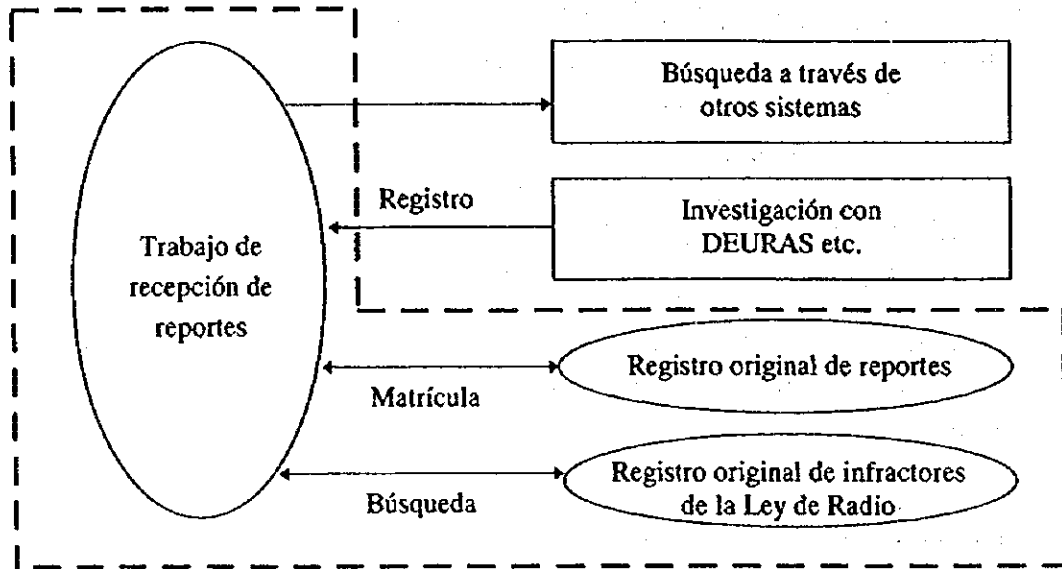 Búsqueda a través de
otros sistemas
Registro
Investigación con
DEURAS etc.
Trabajo de
recepción de
reportes
Registro original de reportes
Matrícula
Registro original de infractores
de la Ley de Radio
Búsqueda